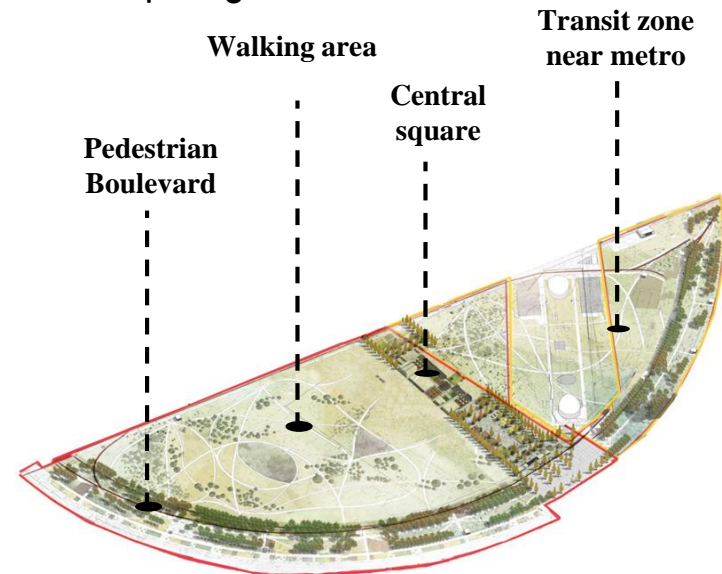 Walking area
Transit zone
near metro
Central
square
Pedestrian
Boulevard